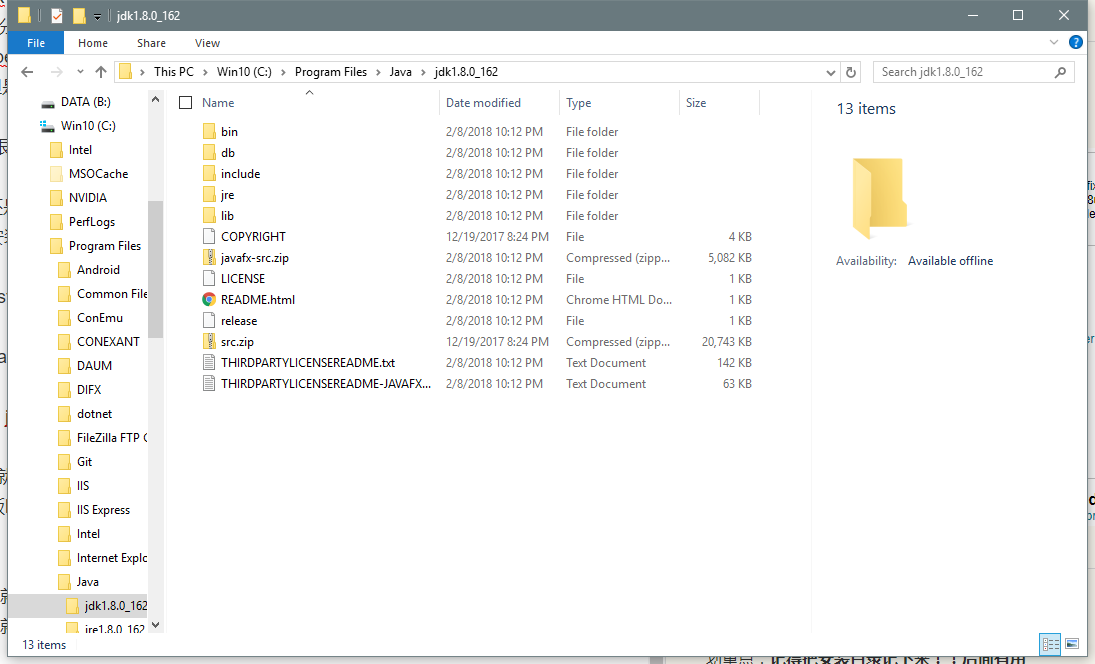 jdk1.8.0_162
File Home Share View
This PC Win10 (C:) Program Files Java jdk1.8.0_162 Search jdk1.8.0_162
DATA (B:)
Win10 (C:)
Intel
MSOCache
NVIDIA
PerfLogs
Program Files
Android
Common File
ConEmu
CONEXANT
DAUM
DIFX
dotnet
FileZilla FTP C
Git
IIS
IIS Express
Intel
Internet Explo
Java
jdk1.8.0_162
jre1.8.0_162
Name Date modified Type Size
bin 2/8/2018 10:12 PM File folder
db 2/8/2018 10:12 PM File folder
include 2/8/2018 10:12 PM File folder
jre 2/8/2018 10:12 PM File folder
lib 2/8/2018 10:12 PM File folder
COPYRIGHT 12/19/2017 8:24 PM File 4 KB
javafx-src.zip 2/8/2018 10:12 PM Compressed (zipp... 5,082 KB
LICENSE 2/8/2018 10:12 PM File 1 KB
README.html 2/8/2018 10:12 PM Chrome HTML Do... 1 KB
release 2/8/2018 10:12 PM File 1 KB
src.zip 12/19/2017 8:24 PM Compressed (zipp... 20,743 KB
THIRDPARTYLICENSEREADME.txt 2/8/2018 10:12 PM Text Document 142 KB
THIRDPARTYLICENSEREADME-JAVAFX... 2/8/2018 10:12 PM Text Document 63 KB
13 items
Availability: Available offline
13 items